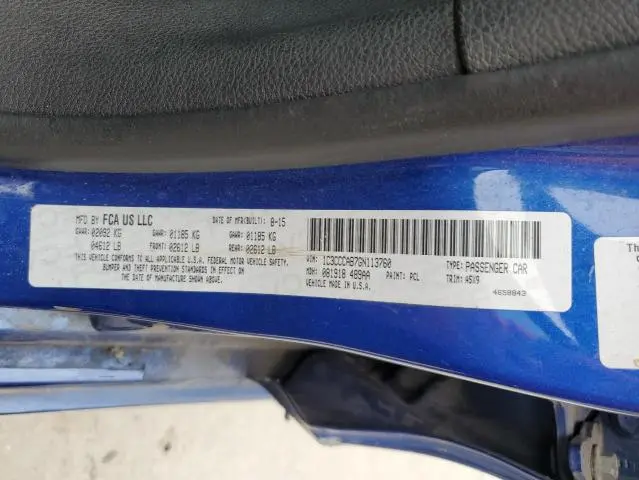 MFD BY FCA US LLC
DATE OF MFR(BUILT): 8-15
GVWR: 02092 KG GAWR: 01185 KG GAWR: 01185 KG
04612 LB FRONT: 02612 LB REAR: 02612 LB
THIS VEHICLE CONFORMS TO ALL APPLICABLE U.S.A. FEDERAL MOTOR VEHICLE SAFETY,
BUMPER AND THEFT PREVENTION STANDARDS IN EFFECT ON
THE DATE OF MANUFACTURE SHOWN ABOVE.
VIN: 1C3CCCAB7GN113760 TYPE: PASSENGER CAR
MDH: 081918 489AA PAINT: PCL TRIM: A5X9
VEHICLE MADE IN U.S.A. 4658843